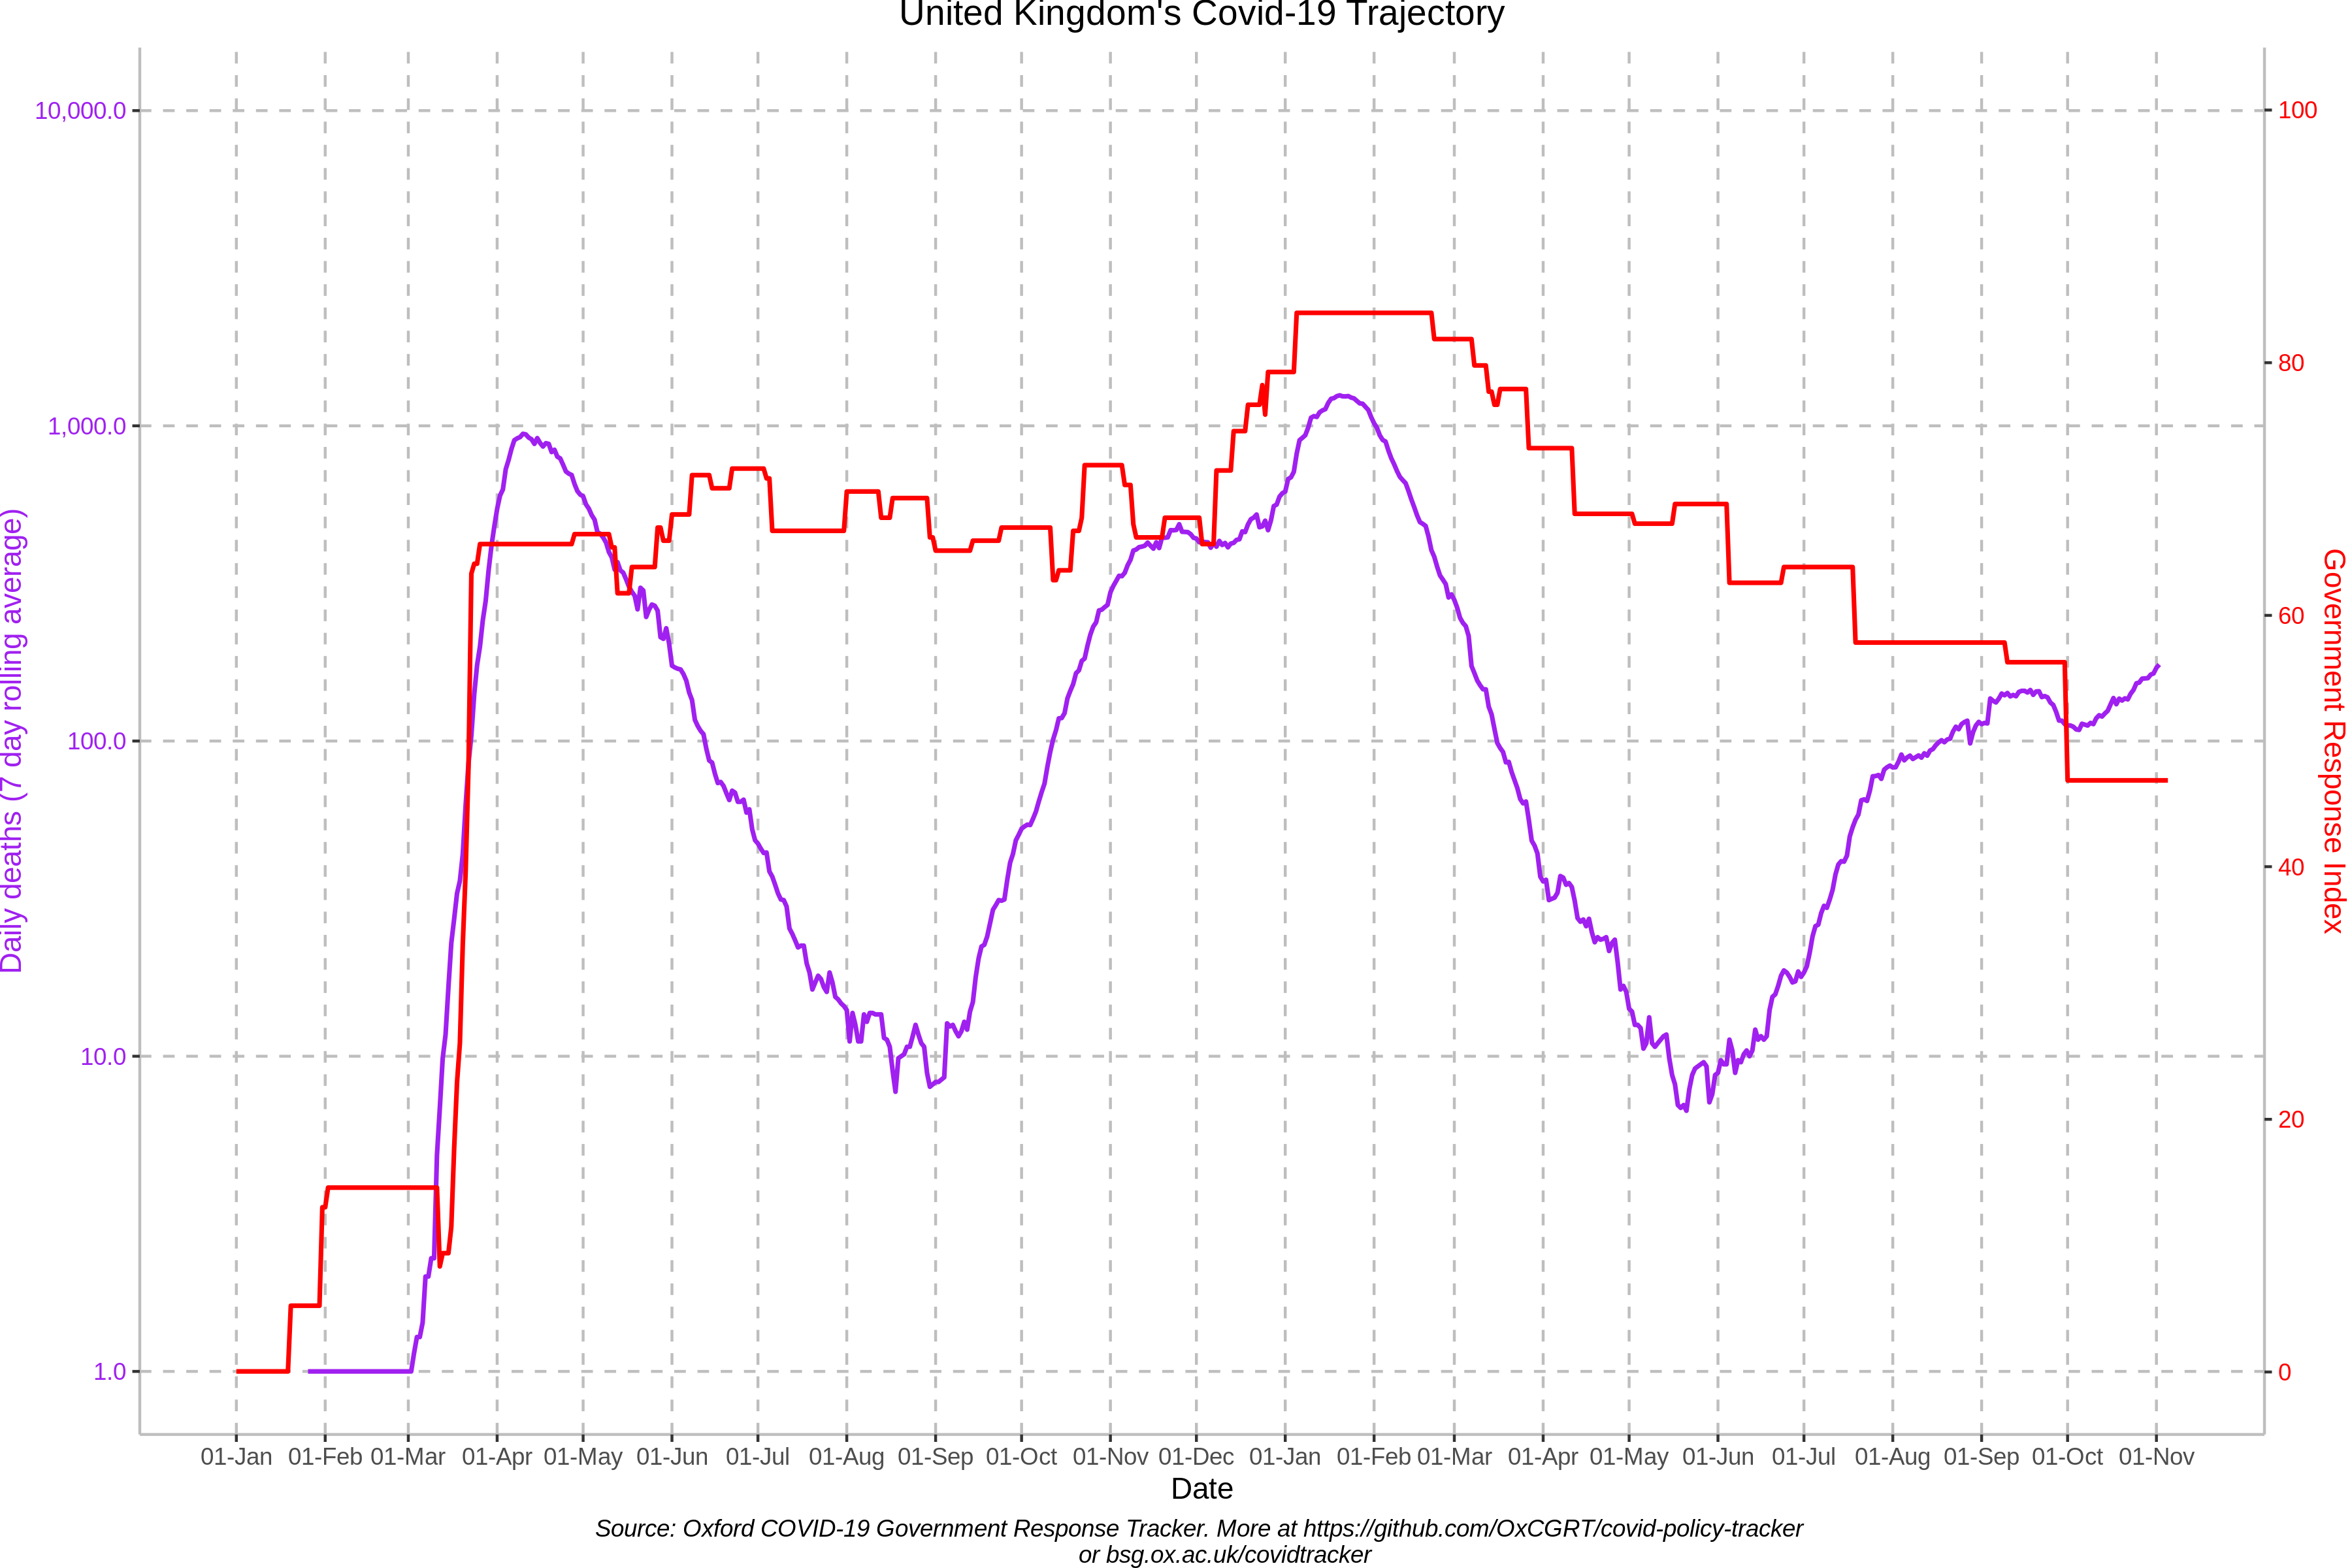 United Kingdom's Covid-19 Trajectory
10,000.0
1,000.0
100.0
10.0
1.0
Daily deaths (7 day rolling average)
100
80
60
40
20
0
Government Response Index
01-Jan 01-Feb 01-Mar 01-Apr 01-May 01-Jun 01-Jul 01-Aug 01-Sep 01-Oct 01-Nov 01-Dec 01-Jan 01-Feb 01-Mar 01-Apr 01-May 01-Jun 01-Jul 01-Aug 01-Sep 01-Oct 01-Nov
Date
Source: Oxford COVID-19 Government Response Tracker. More at https://github.com/OxCGRT/covid-policy-tracker
or bsg.ox.ac.uk/covidtracker